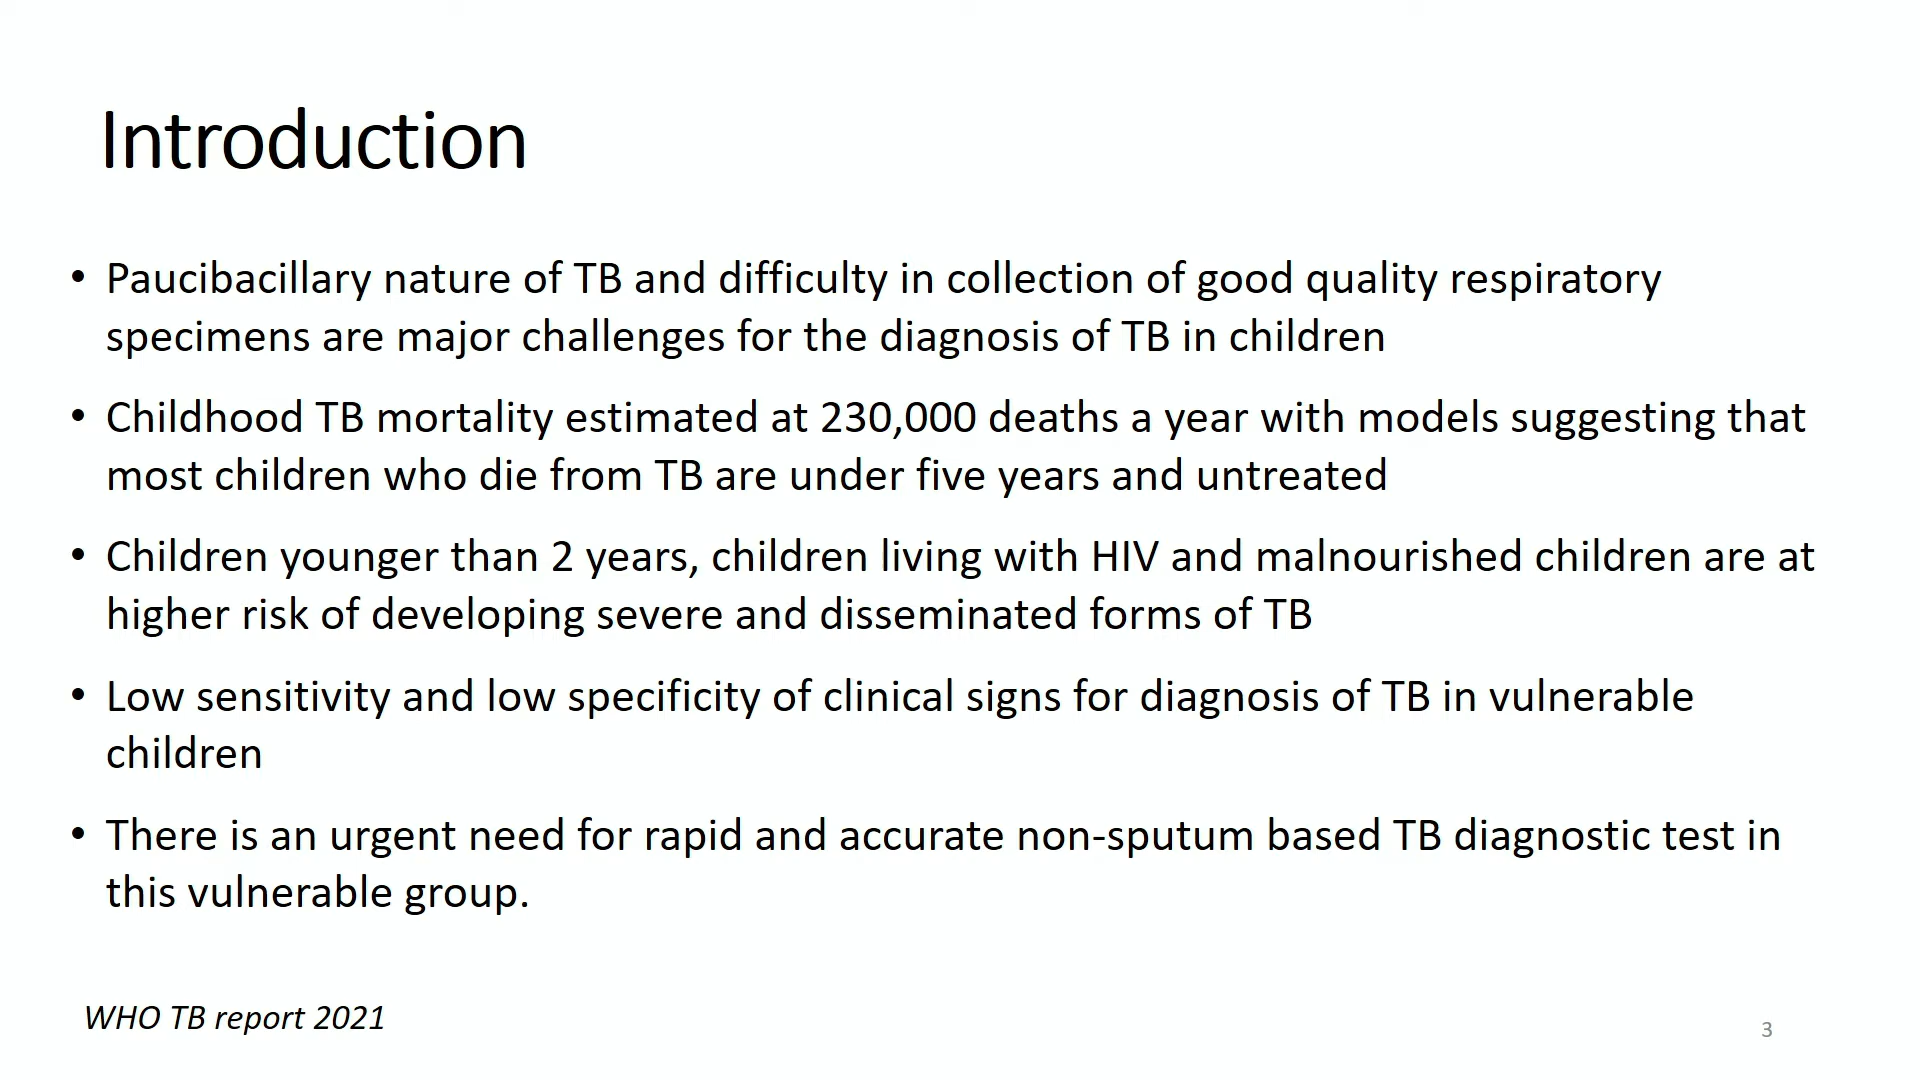 Introduction
• Paucibacillary nature of TB and difficulty in collection of good quality respiratory
specimens are major challenges for the diagnosis of TB in children
• Childhood TB mortality estimated at 230,000 deaths a year with models suggesting that
most children who die from TB are under five years and untreated
• Children younger than 2 years, children living with HIV and malnourished children are at
higher risk of developing severe and disseminated forms of TB
• Low sensitivity and low specificity of clinical signs for diagnosis of TB in vulnerable
children
• There is an urgent need for rapid and accurate non-sputum based TB diagnostic test in
this vulnerable group.
WHO TB report 2021
3